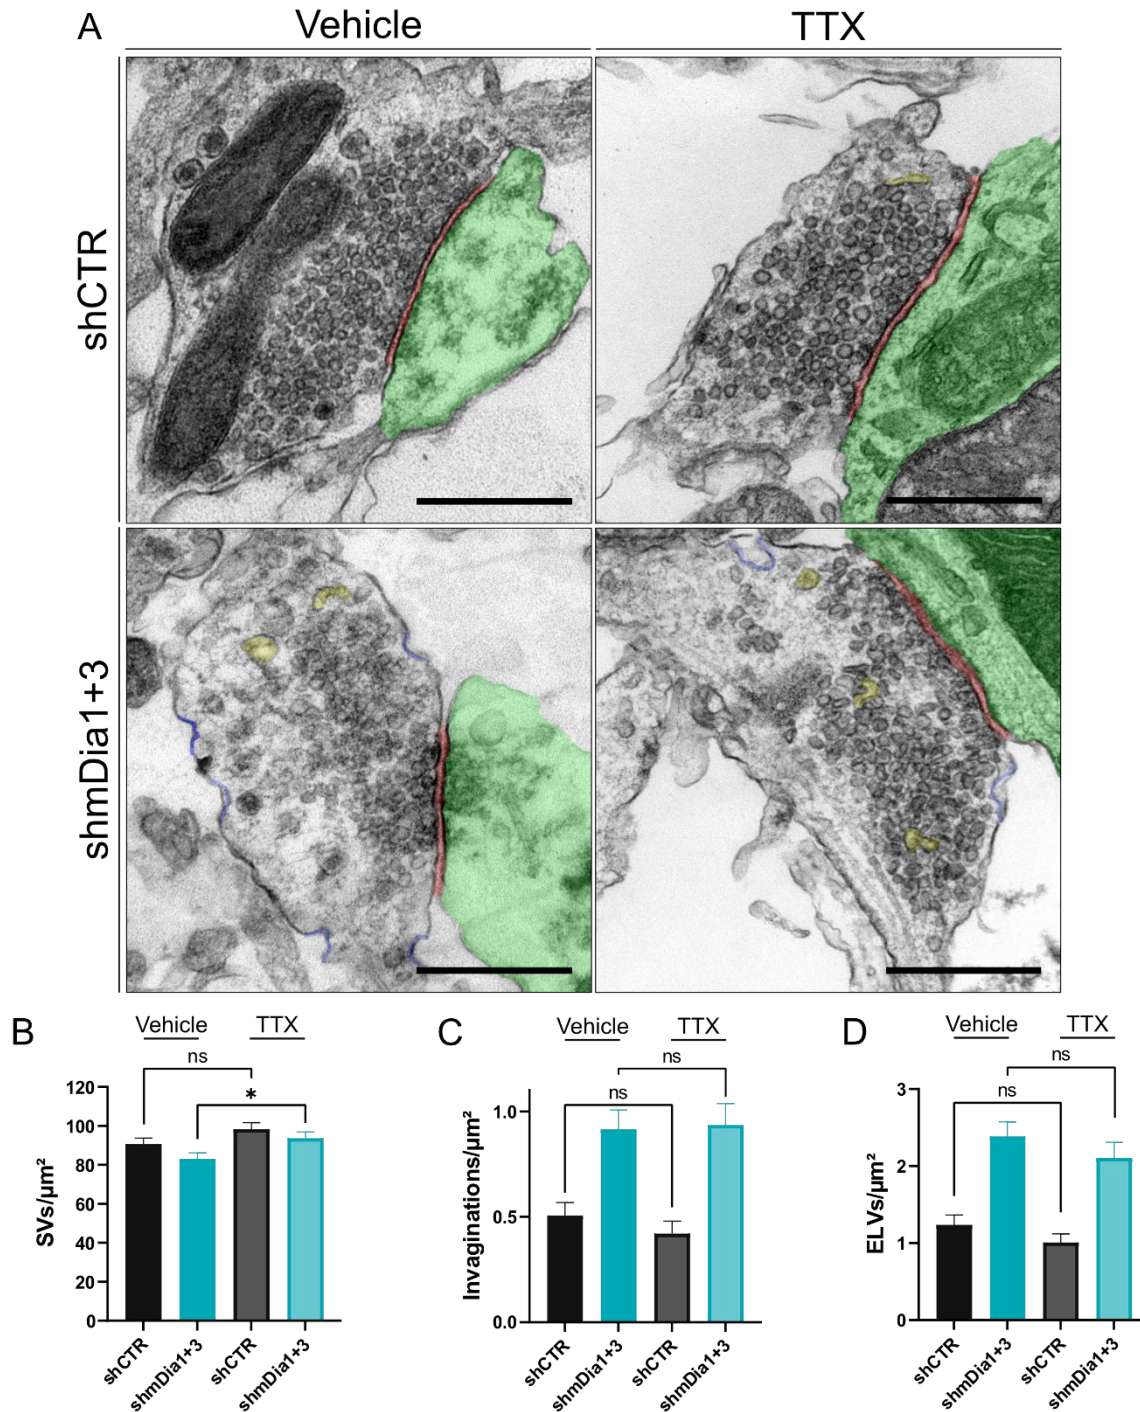 A
Vehicle
TTX
shCTR
shmDia1+3
B
Vehicle
TTX
ns
*
SVs/µm²
120
100
80
60
40
20
0
shCTR
shmDia1+3
shCTR
shmDia1+3
C
Vehicle
TTX
ns
ns
Invaginations/µm²
1.0
0.5
0.0
shCTR
shmDia1+3
shCTR
shmDia1+3
D
Vehicle
TTX
ns
ns
ELVs/µm²
3
2
1
0
shCTR
shmDia1+3
shCTR
shmDia1+3